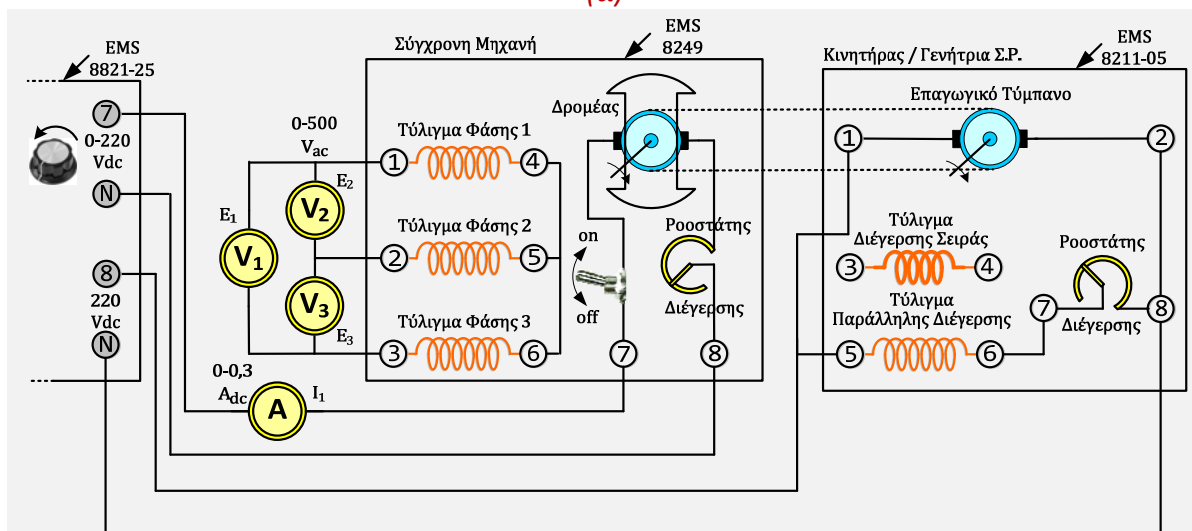 (α)
EMS
8821-25
7
0-220
Vdc
N
8
220
Vdc
N
0-500
Vac
E1
V1
E2
V2
V3
E3
0-0,3
Adc
A
I1
Σύγχρονη Μηχανή
EMS
8249
Τύλιγμα Φάσης 1
1
4
Τύλιγμα Φάσης 2
2
5
Τύλιγμα Φάσης 3
3
6
Δρομέας
on
off
Ροοστάτης
Διέγερσης
7
8
Κινητήρας / Γενήτρια Σ.Ρ.
EMS
8211-05
Επαγωγικό Τύμπανο
1
2
Τύλιγμα
Διέγερσης Σειράς
3
4
Τύλιγμα
Παράλληλης Διέγερσης
5
6
Ροοστάτης
7
8
Διέγερσης